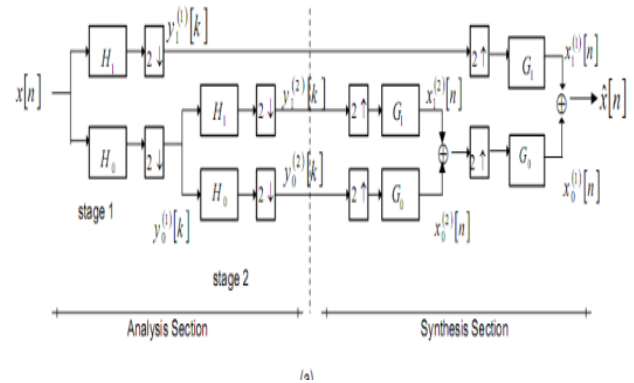 y₁⁽¹⁾[k]
H₁ 2↓ 2↑ G₁ x₁⁽¹⁾[n]
x[n] H₁ 2↓ y₁⁽²⁾[k] 2↑ G₁ x₁⁽²⁾[n] ⊕ x̂[n]
H₀ 2↓ ⊕ 2↑ G₀
H₀ 2↓ y₀⁽²⁾[k] 2↑ G₀ x₀⁽¹⁾[n]
stage 1 y₀⁽¹⁾[k] x₀⁽²⁾[n]
stage 2
Analysis Section Synthesis Section
(a)